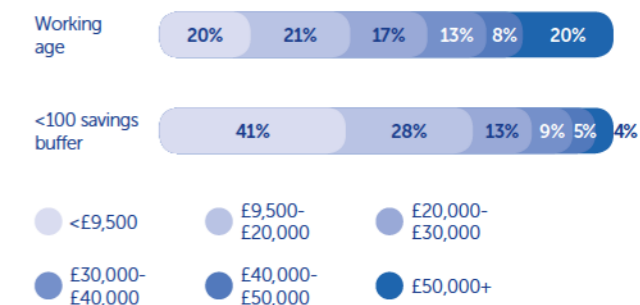 Working
age
20% 21% 17% 13% 8% 20%
<100 savings
buffer
41% 28% 13% 9% 5% 4%
<£9,500
£9,500-
£20,000
£20,000-
£30,000
£30,000-
£40,000
£40,000-
£50,000
£50,000+